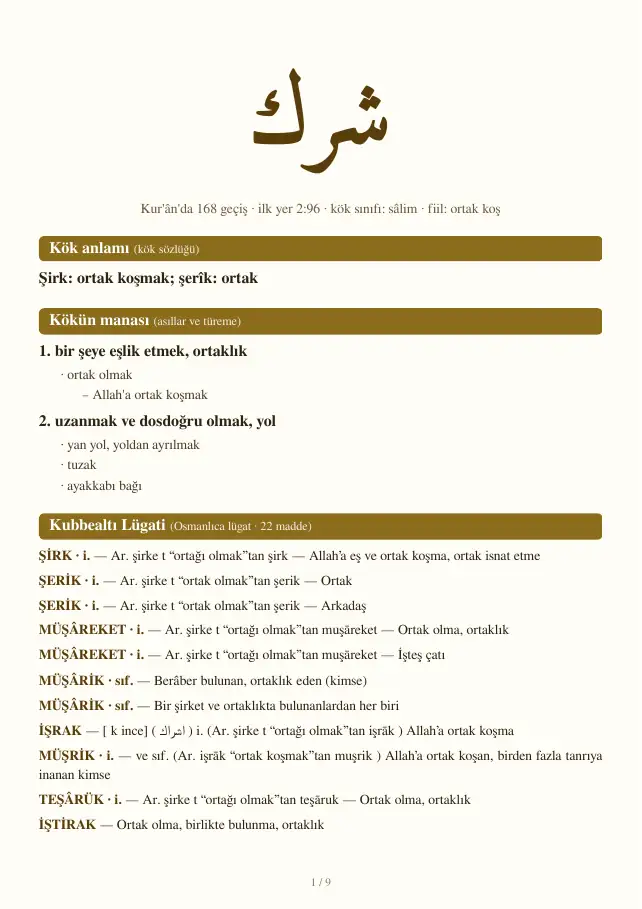 شرك
Kur'ân'da 168 geçiş · ilk yer 2:96 · kök sınıfı: sâlim · fiil: ortak koş
Kök anlamı (kök sözlüğü)
Şirk: ortak koşmak; şerîk: ortak
Kökün manası (asıllar ve türeme)
1. bir şeye eşlik etmek, ortaklık
· ortak olmak
– Allah'a ortak koşmak
2. uzanmak ve dosdoğru olmak, yol
· yan yol, yoldan ayrılmak
· tuzak
· ayakkabı bağı
Kubbealtı Lügati (Osmanlıca lügat · 22 madde)
ŞİRK · i. — Ar. şirke t “ortağı olmak”tan şirk — Allah’a eş ve ortak koşma, ortak isnat etme
ŞERİK · i. — Ar. şirke t “ortak olmak”tan şerik — Ortak
ŞERİK · i. — Ar. şirke t “ortak olmak”tan şerik — Arkadaş
MÜŞÂREKET · i. — Ar. şirke t “ortağı olmak”tan muşāreket — Ortak olma, ortaklık
MÜŞÂREKET · i. — Ar. şirke t “ortağı olmak”tan muşāreket — İşteş çatı
MÜŞÂRİK · sıf. — Berâber bulunan, ortaklık eden (kimse)
MÜŞÂRİK · sıf. — Bir şirket ve ortaklıkta bulunanlardan her biri
İŞRAK — [ k ince] ( اشراك ) i. (Ar. şirke t “ortağı olmak”tan işrāk ) Allah’a ortak koşma
MÜŞRİK · i. — ve sıf. (Ar. işrāk “ortak koşmak”tan muşrik ) Allah’a ortak koşan, birden fazla tanrıya
inanan kimse
TEŞÂRÜK · i. — Ar. şirke t “ortağı olmak”tan teşāruk — Ortak olma, ortaklık
İŞTİRAK — Ortak olma, birlikte bulunma, ortaklık
1 / 9